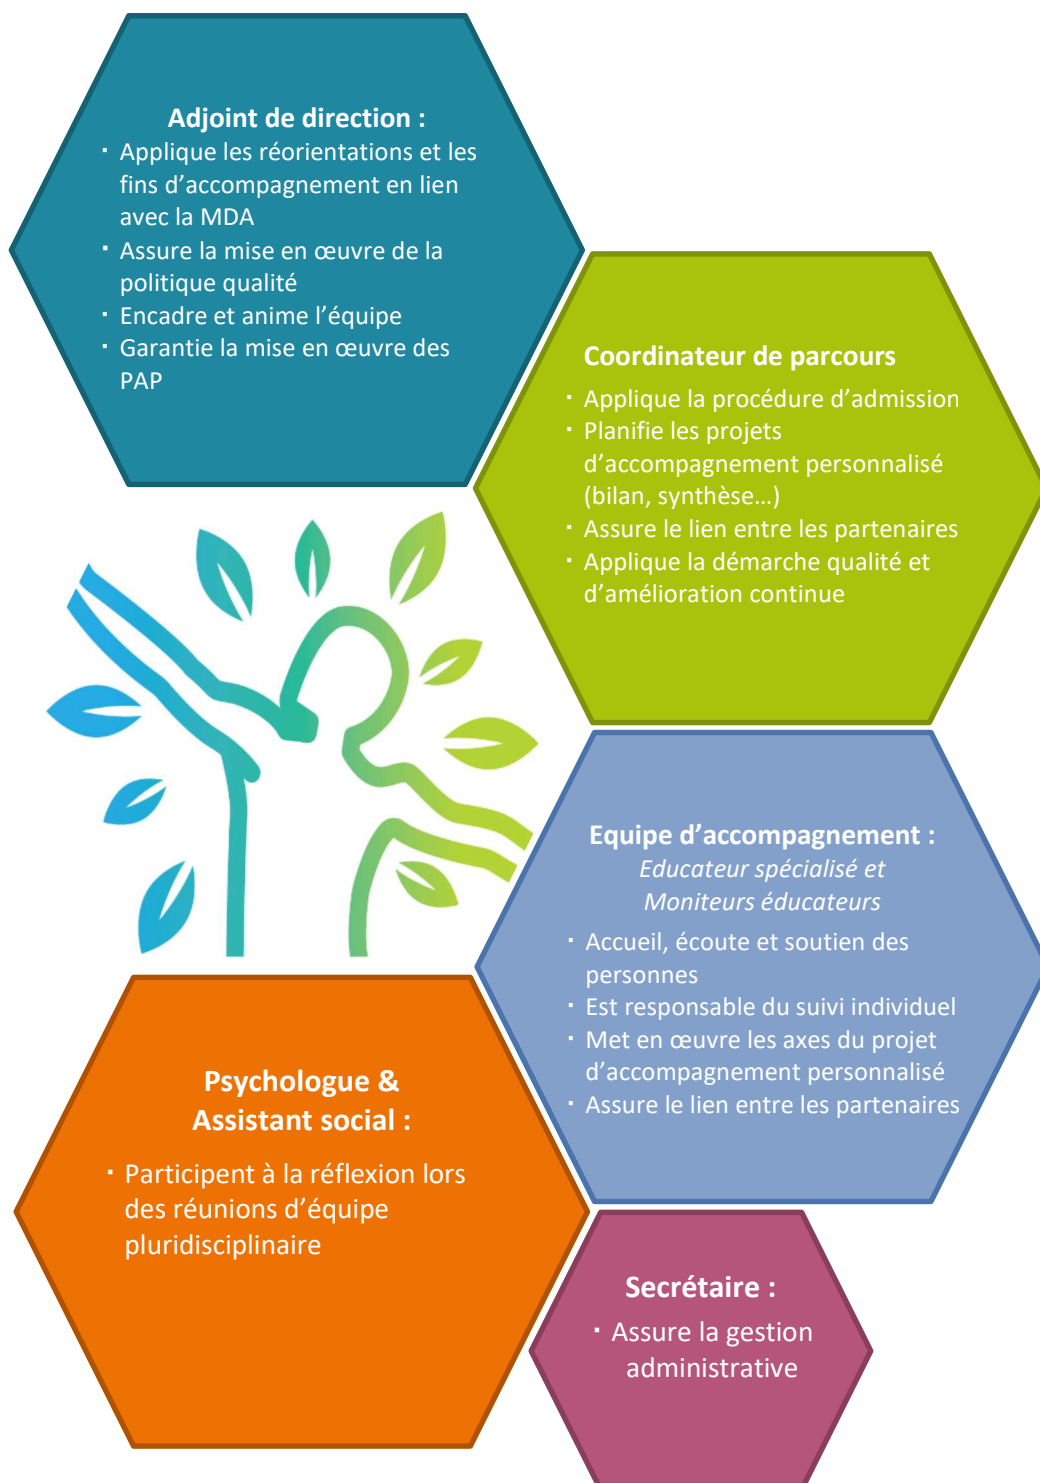 Adjoint de direction :
· Applique les réorientations et les
fins d’accompagnement en lien
avec la MDA
· Assure la mise en œuvre de la
politique qualité
· Encadre et anime l’équipe
· Garantie la mise en œuvre des
PAP
Coordinateur de parcours
· Applique la procédure d’admission
· Planifie les projets
d’accompagnement personnalisé
(bilan, synthèse…)
· Assure le lien entre les partenaires
· Applique la démarche qualité et
d’amélioration continue
Equipe d’accompagnement :
Educateur spécialisé et
Moniteurs éducateurs
· Accueil, écoute et soutien des
personnes
· Est responsable du suivi individuel
· Met en œuvre les axes du projet
d’accompagnement personnalisé
· Assure le lien entre les partenaires
Psychologue &
Assistant social :
· Participent à la réflexion lors
des réunions d’équipe
pluridisciplinaire
Secrétaire :
· Assure la gestion
administrative